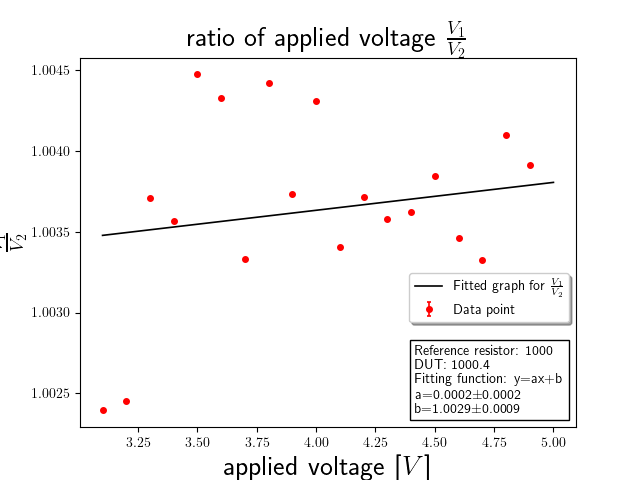 ratio of applied voltage V₁/V₂
1.0045
1.0040
1.0035
1.0030
1.0025
V₁/V₂
3.25 3.50 3.75 4.00 4.25 4.50 4.75 5.00
applied voltage [V]
Fitted graph for V₁/V₂
Data point
Reference resistor: 1000
DUT: 1000.4
Fitting function: y=ax+b
a=0.0002±0.0002
b=1.0029±0.0009